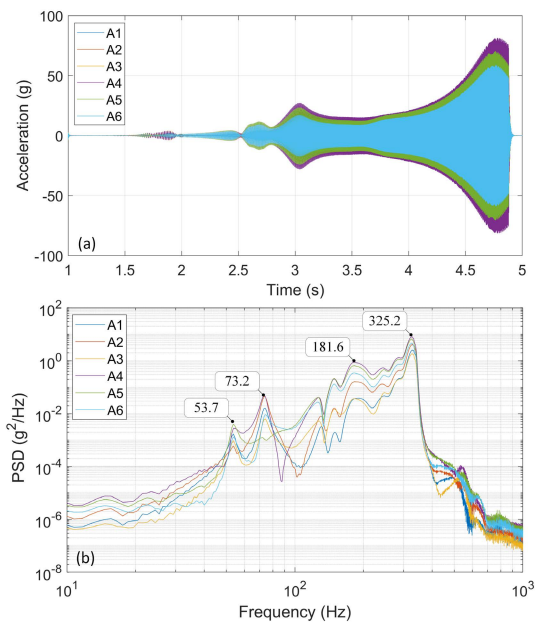 100
50
0
-50
-100
Acceleration (g)
A1
A2
A3
A4
A5
A6
(a)
1
1.5
2
2.5
3
3.5
4
4.5
5
Time (s)
10^2
10^0
10^-2
10^-4
10^-6
10^-8
PSD (g^2/Hz)
A1
A2
A3
A4
A5
A6
53.7
73.2
181.6
325.2
(b)
10^1
10^2
10^3
Frequency (Hz)